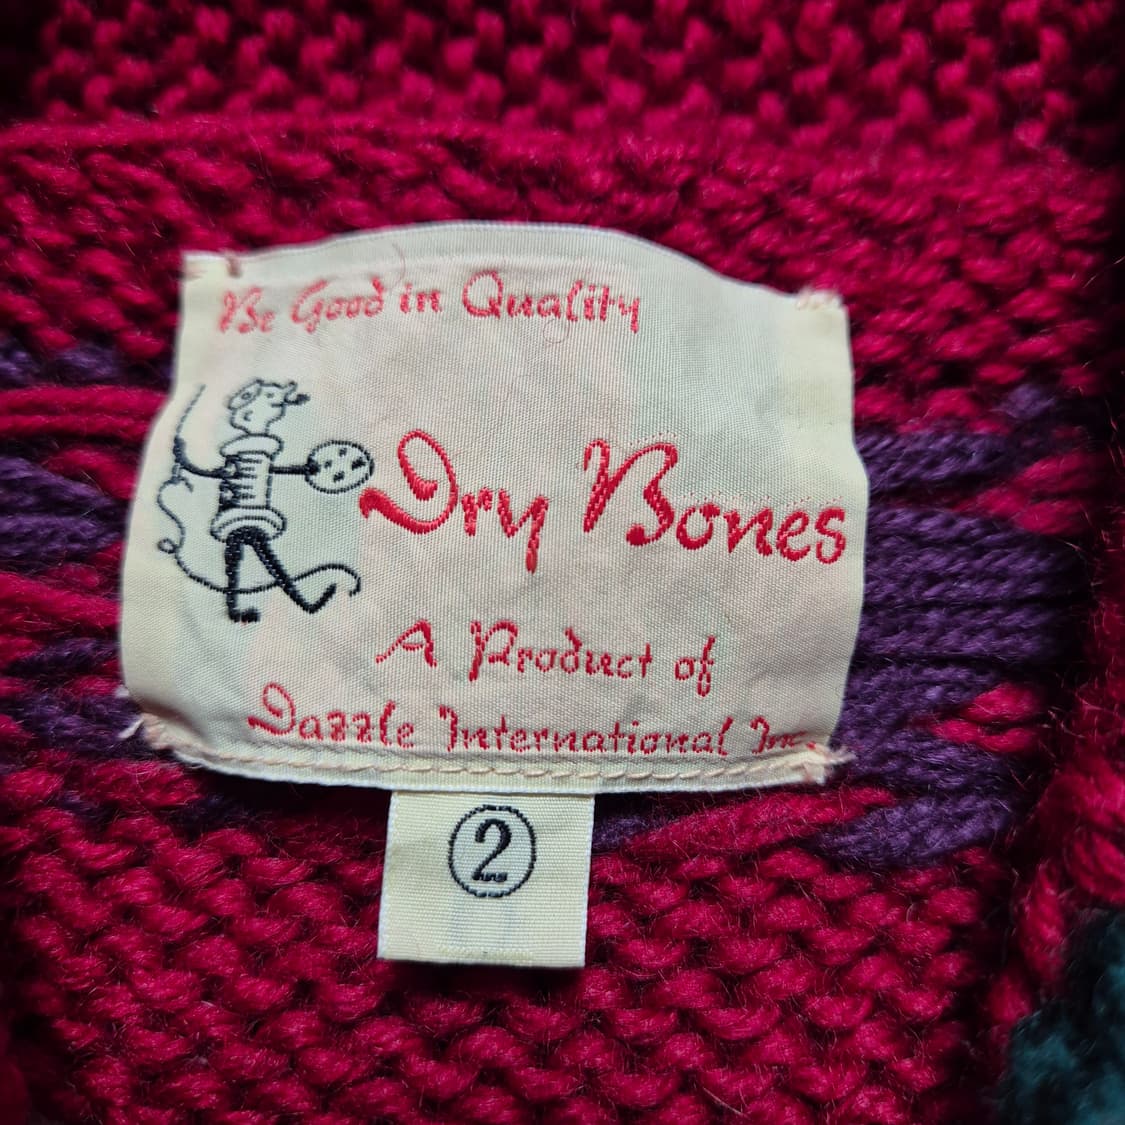 Be Good in Quality
Dry Bones
A Product of
Dazzle International Inc.
2